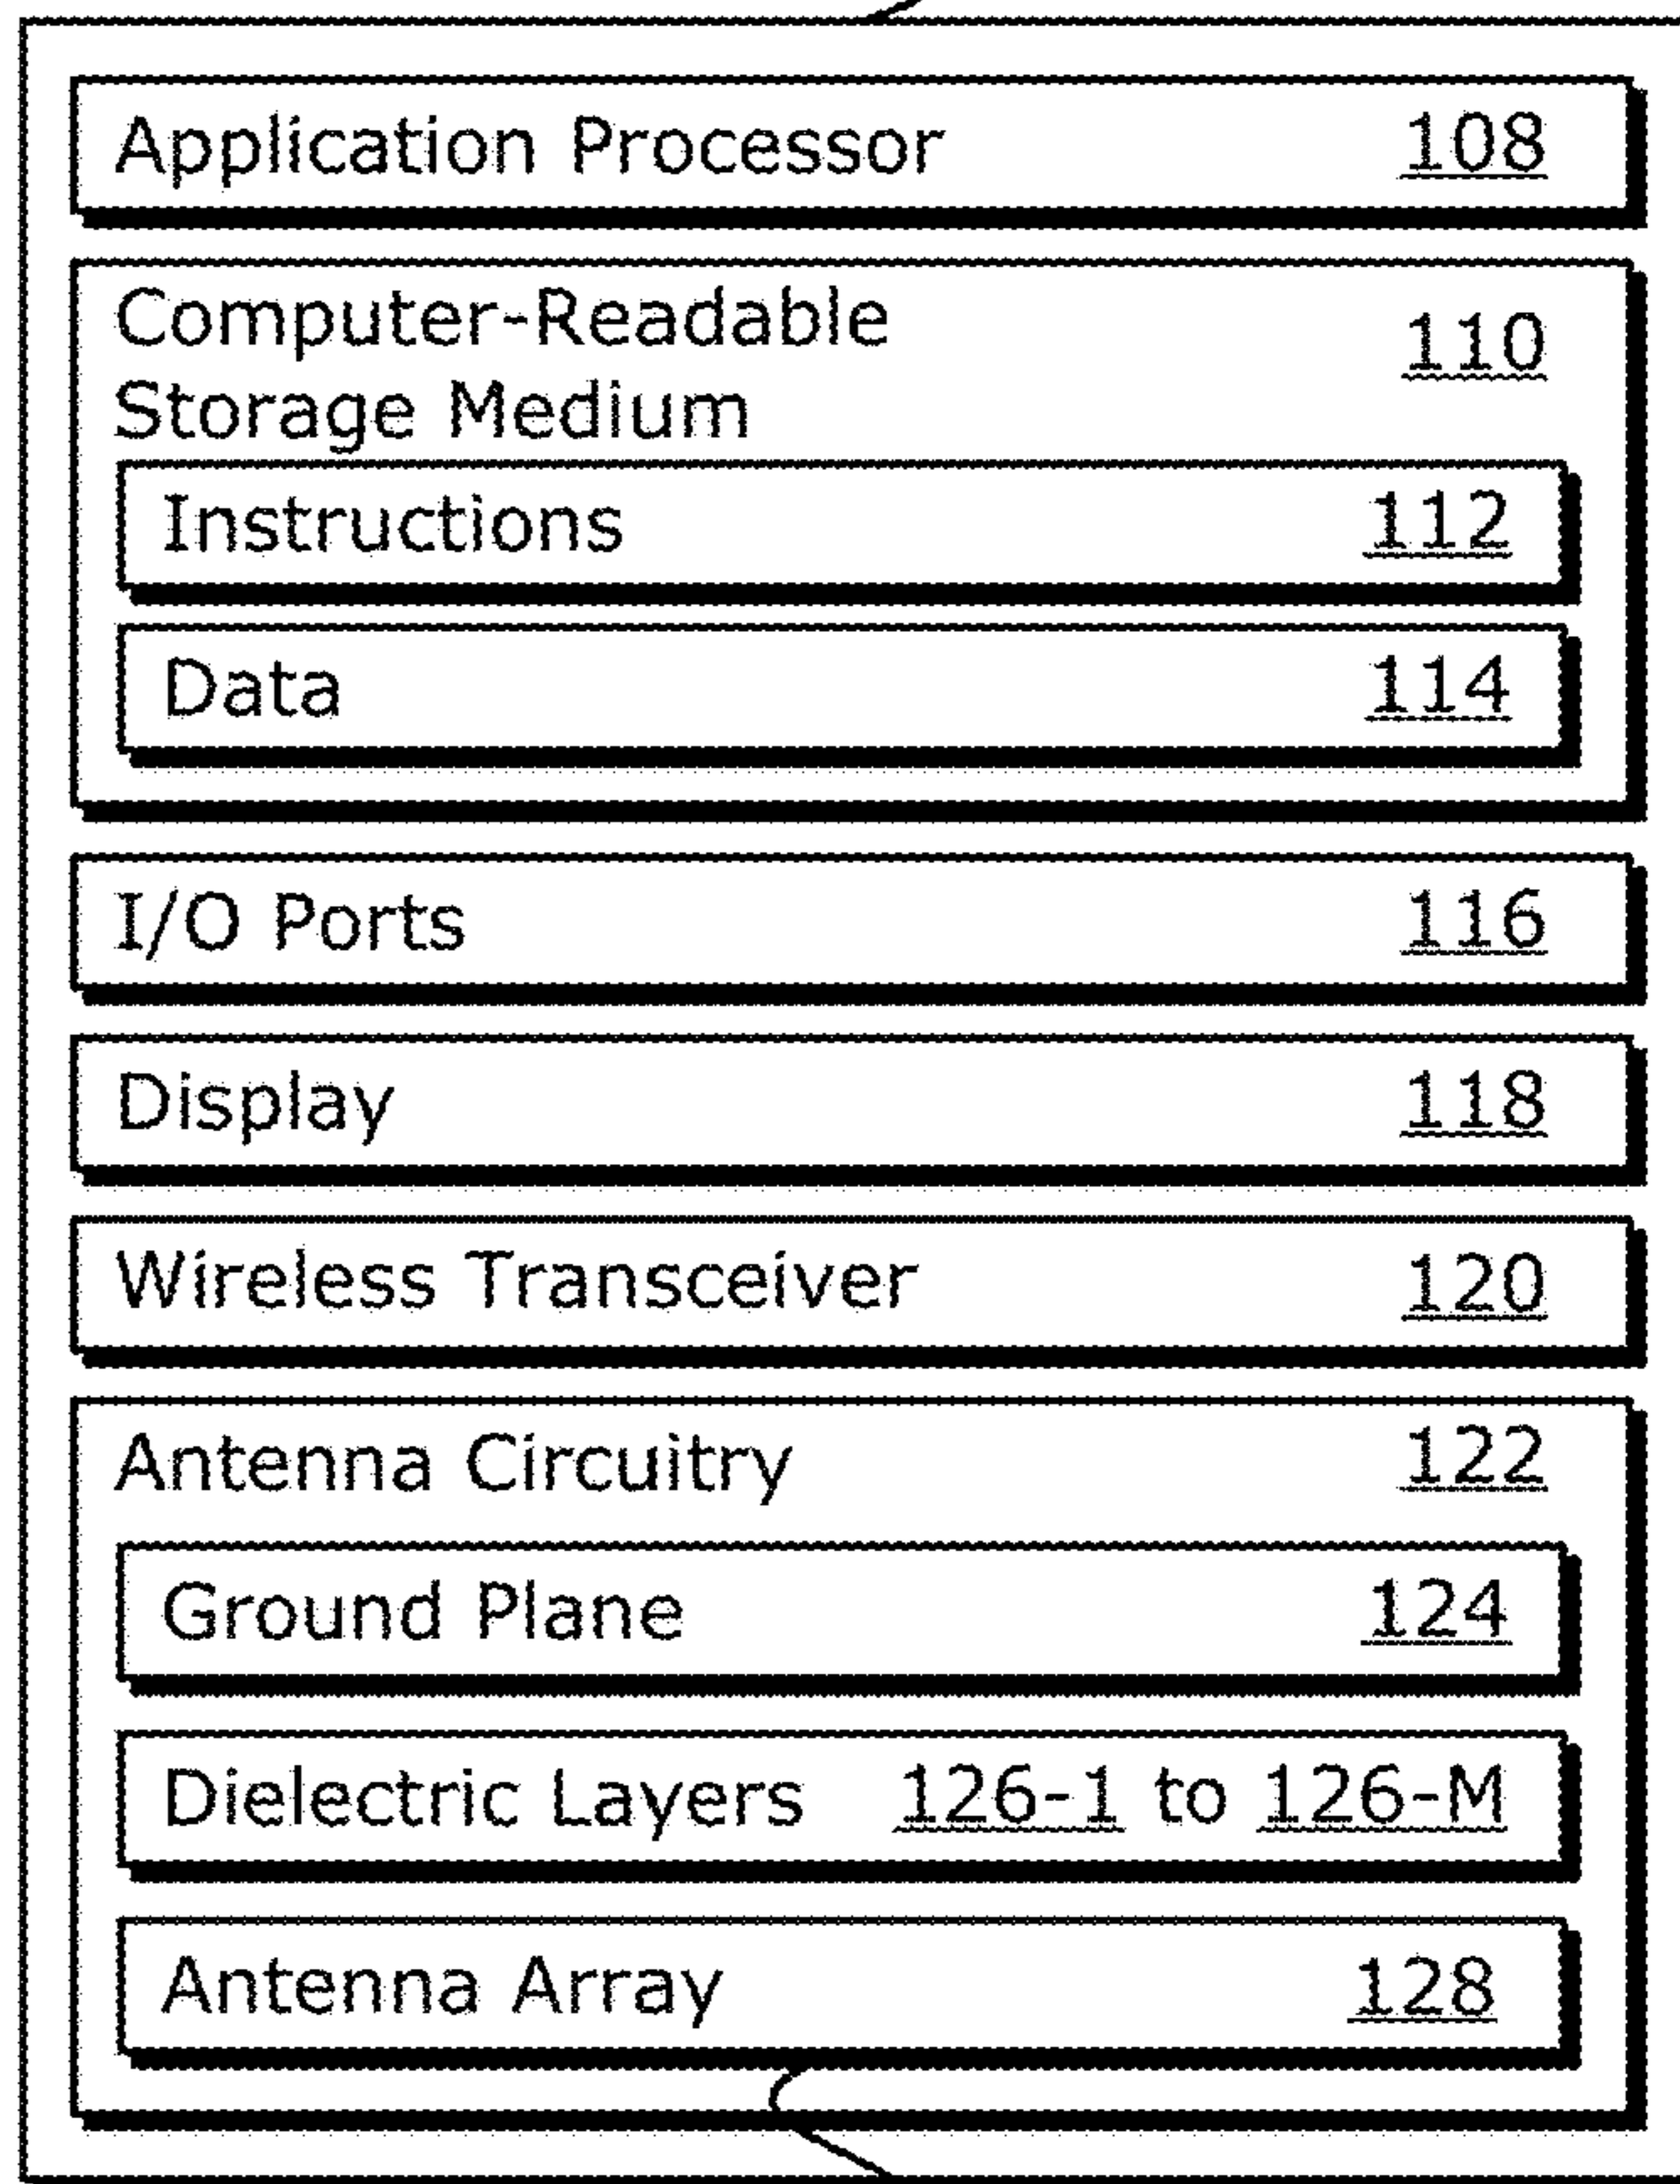 Application Processor 108
Computer-Readable 110
Storage Medium
Instructions 112
Data 114
I/O Ports 116
Display 118
Wireless Transceiver 120
Antenna Circuitry 122
Ground Plane 124
Dielectric Layers 126-1 to 126-M
Antenna Array 128